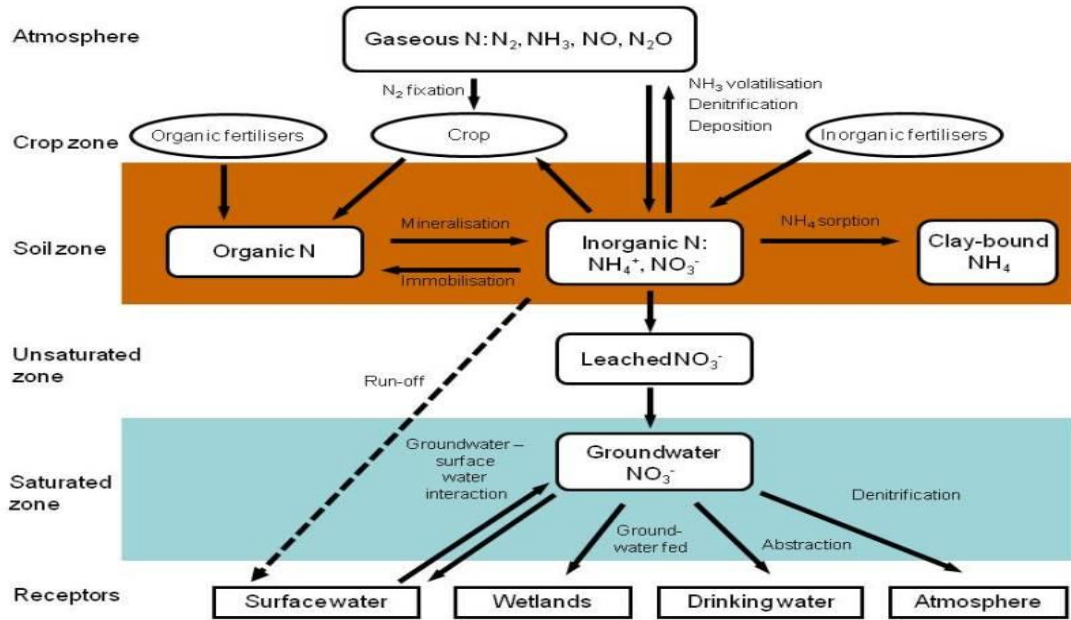 Atmosphere
Gaseous N: N₂, NH₃, NO, N₂O
N₂ fixation
NH₃ volatilisation
Denitrification
Deposition
Crop zone
Organic fertilisers
Crop
Inorganic fertilisers
Soil zone
Organic N
Mineralisation
Immobilisation
Inorganic N:
NH₄⁺, NO₃⁻
NH₄ sorption
Clay-bound
NH₄
Unsaturated
zone
Run-off
Leached NO₃⁻
Saturated
zone
Groundwater –
surface
water
interaction
Groundwater
NO₃⁻
Ground-
water fed
Abstraction
Denitrification
Receptors
Surface water
Wetlands
Drinking water
Atmosphere